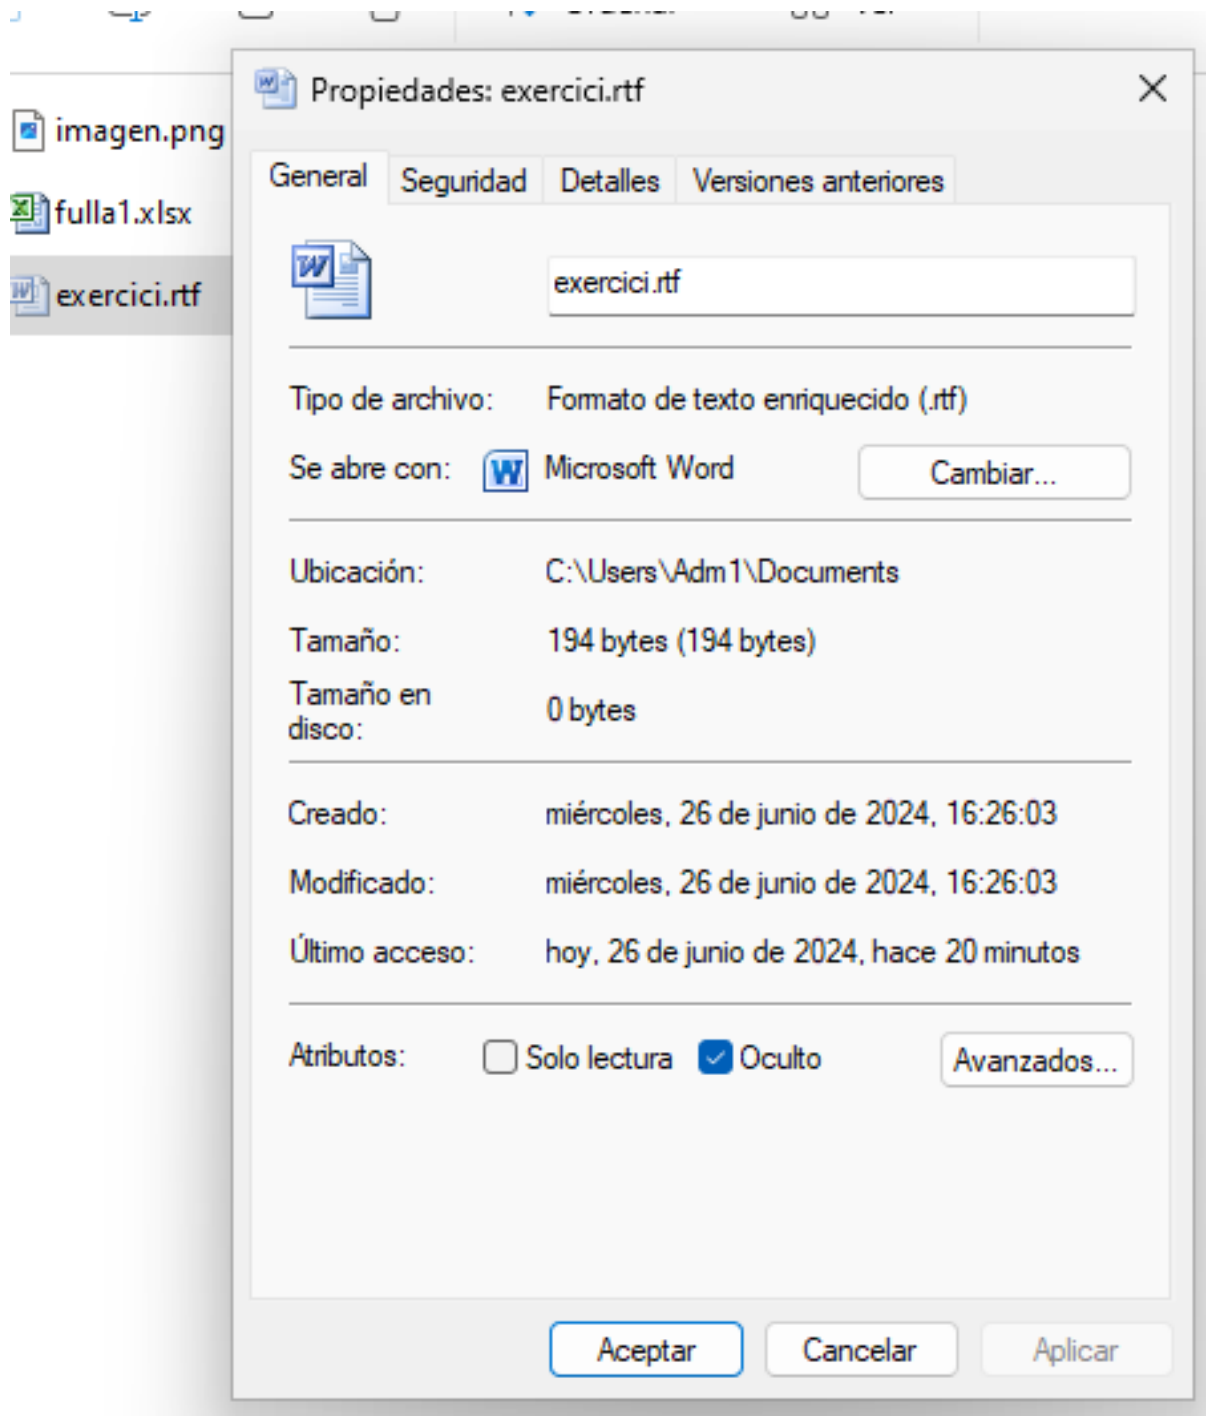 Propiedades: exercici.rtf
imagen.png
fulla1.xlsx
exercici.rtf
General Seguridad Detalles Versiones anteriores
exercici.rtf
Tipo de archivo: Formato de texto enriquecido (.rtf)
Se abre con: Microsoft Word Cambiar...
Ubicación: C:\Users\Adm1\Documents
Tamaño: 194 bytes (194 bytes)
Tamaño en
disco: 0 bytes
Creado: miércoles, 26 de junio de 2024, 16:26:03
Modificado: miércoles, 26 de junio de 2024, 16:26:03
Último acceso: hoy, 26 de junio de 2024, hace 20 minutos
Atributos: Solo lectura Oculto Avanzados...
Aceptar Cancelar Aplicar